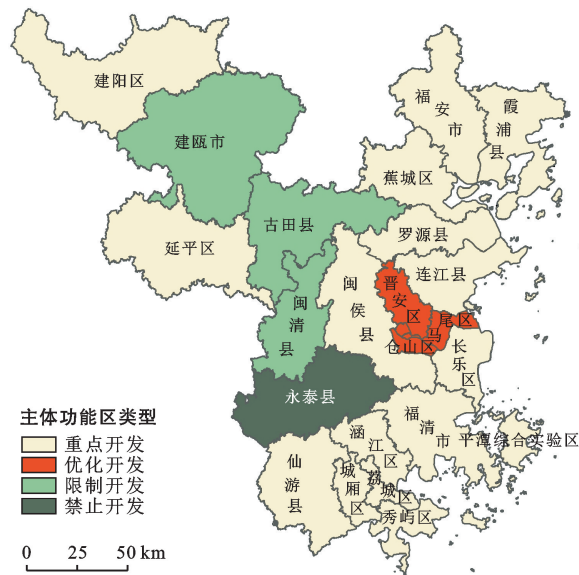 建阳区
建瓯市
福安市
霞浦县
蕉城区
古田县
罗源县
延平区
闽侯县
连江县
晋安区
马尾区
闽清县
仓山区
长乐区
永泰县
福清市
平潭综合实验区
涵江区
仙游县
城厢区
荔城区
秀屿区
主体功能区类型
重点开发
优化开发
限制开发
禁止开发
0 25 50 km